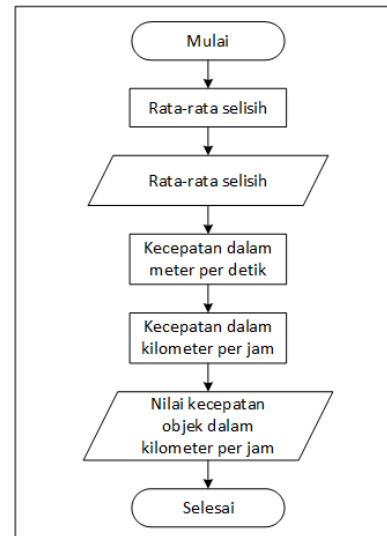 Mulai
Rata-rata selisih
Rata-rata selisih
Kecepatan dalam
meter per detik
Kecepatan dalam
kilometer per jam
Nilai kecepatan
objek dalam
kilometer per jam
Selesai